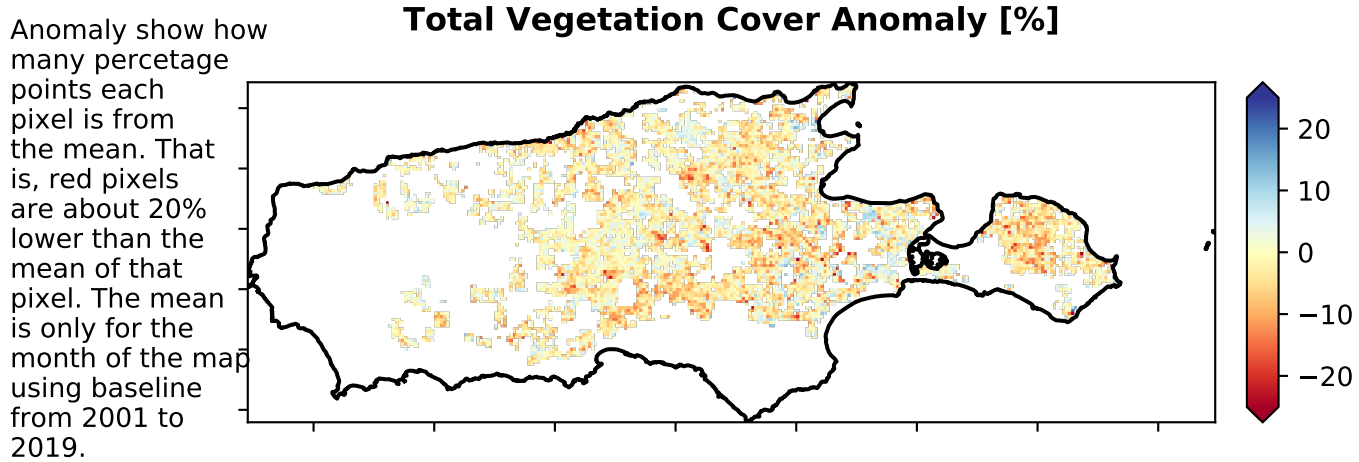 Total Vegetation Cover Anomaly [%]
Anomaly show how
many percetage
points each
pixel is from
the mean. That
is, red pixels
are about 20%
lower than the
mean of that
pixel. The mean
is only for the
month of the map
using baseline
from 2001 to
2019.
20
10
0
−10
−20